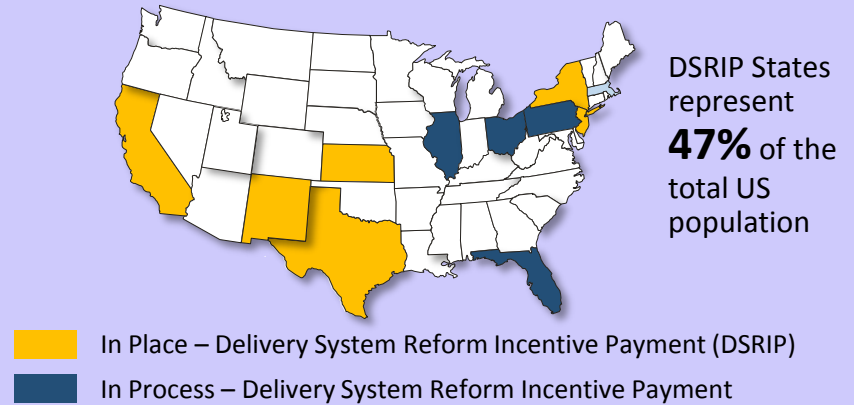 DSRIP States
represent
47% of the
total US
population
In Place – Delivery System Reform Incentive Payment (DSRIP)
In Process – Delivery System Reform Incentive Payment